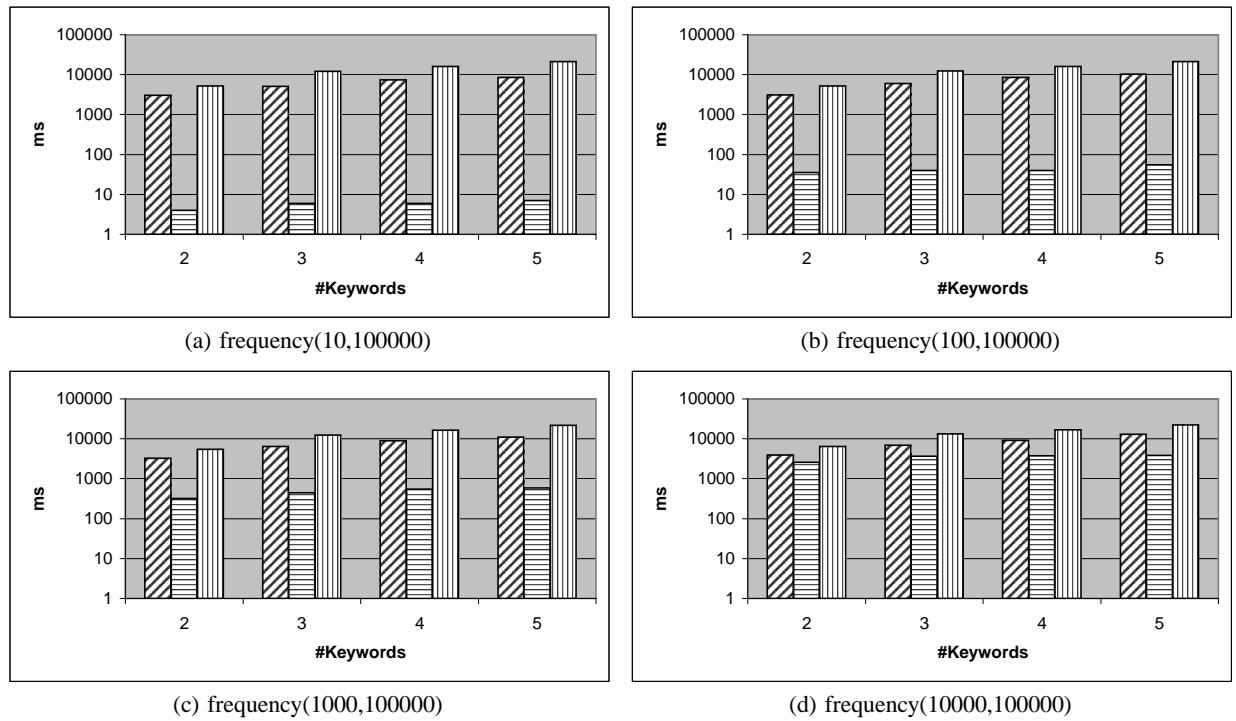 100000
10000
1000
100
10
1
ms
2 3 4 5
#Keywords
(a) frequency(10,100000)
100000
10000
1000
100
10
1
ms
2 3 4 5
#Keywords
(b) frequency(100,100000)
100000
10000
1000
100
10
1
ms
2 3 4 5
#Keywords
(c) frequency(1000,100000)
100000
10000
1000
100
10
1
ms
2 3 4 5
#Keywords
(d) frequency(10000,100000)